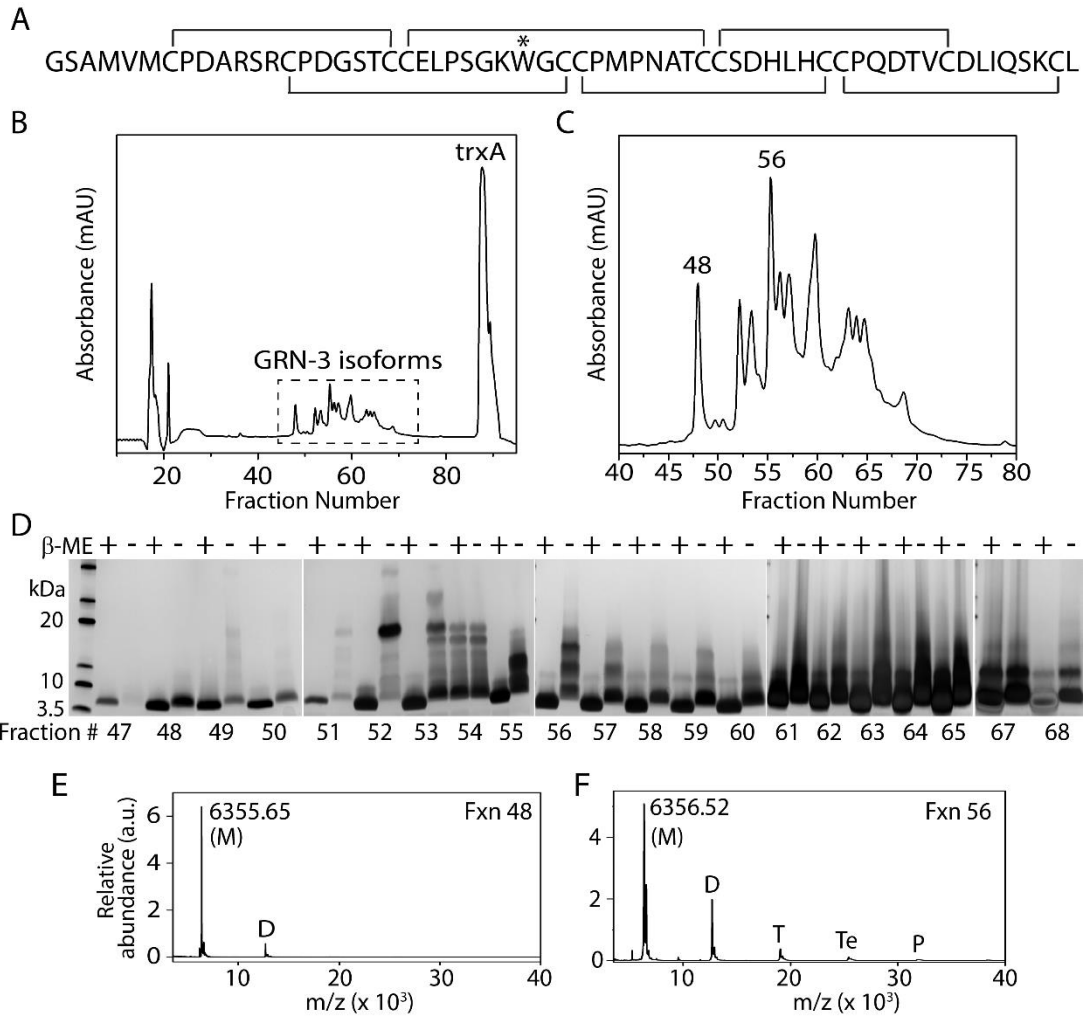 A
*
GSAMVMCPDARSRCPDGSTCCELPSGKWGCCPMPNATCCSDHLHCCPQDTVCDLIQSKCL
B
trxA
GRN-3 isoforms
Absorbance (mAU)
20 40 60 80
Fraction Number
C
56
48
Absorbance (mAU)
40 45 50 55 60 65 70 75 80
Fraction Number
D
β-ME + - + - + - + - + - + - + - + - + - + - + - + - + - + - + - + - + - + - + - + - + -
kDa
20
10
3.5
Fraction # 47 48 49 50 51 52 53 54 55 56 57 58 59 60 61 62 63 64 65 67 68
E
6355.65
(M)
Fxn 48
D
Relative
abundance (a.u.)
6
4
2
0
10 20 30 40
m/z (x 10³)
F
6356.52
(M)
Fxn 56
D
T
Te
P
4
2
0
10 20 30 40
m/z (x 10³)